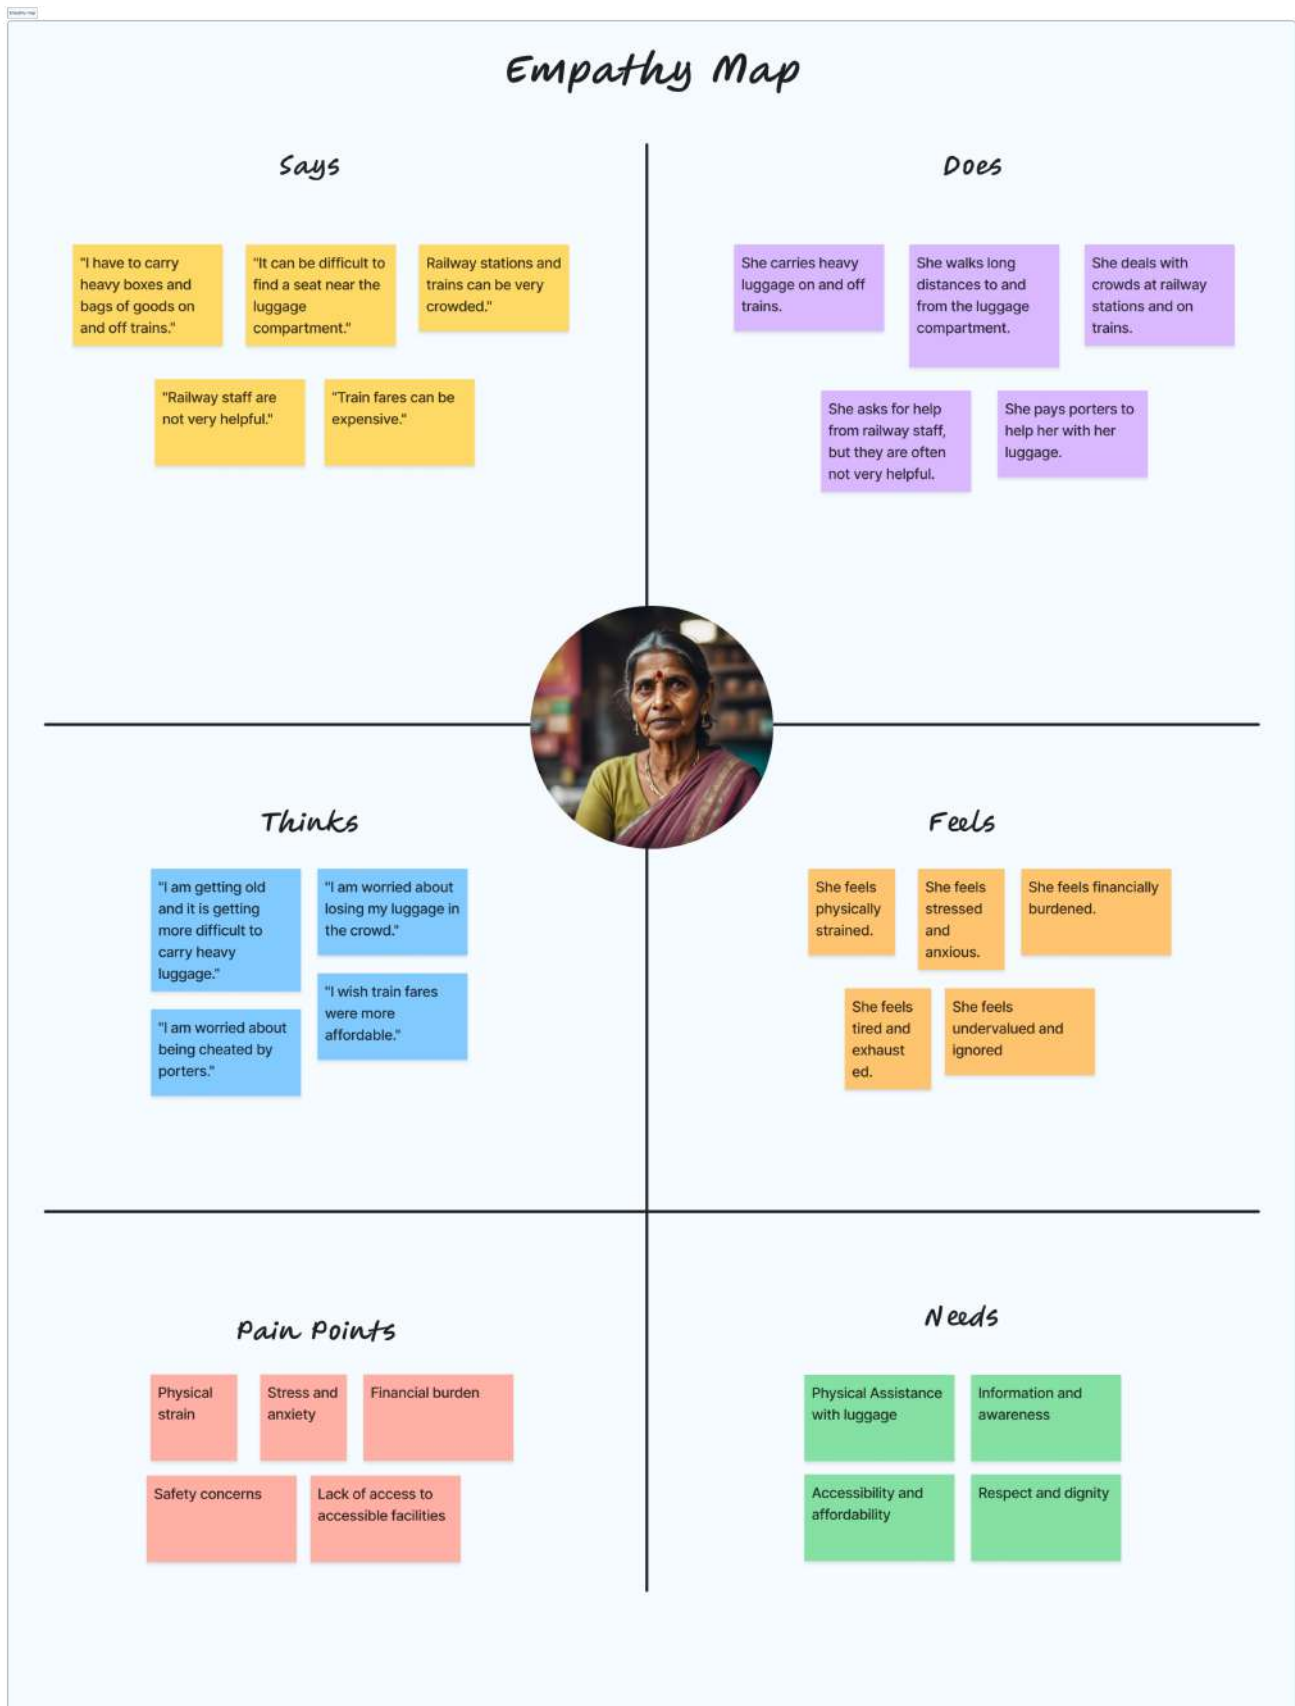 Empathy map
Empathy Map
Says
"I have to carry
heavy boxes and
bags of goods on
and off trains."
"It can be difficult to
find a seat near the
luggage
compartment."
Railway stations and
trains can be very
crowded."
"Railway staff are
not very helpful."
"Train fares can be
expensive."
Does
She carries heavy
luggage on and off
trains.
She walks long
distances to and
from the luggage
compartment.
She deals with
crowds at railway
stations and on
trains.
She asks for help
from railway staff,
but they are often
not very helpful.
She pays porters to
help her with her
luggage.
Thinks
"I am getting old
and it is getting
more difficult to
carry heavy
luggage."
"I am worried about
losing my luggage in
the crowd."
"I wish train fares
were more
affordable."
"I am worried about
being cheated by
porters."
Feels
She feels
physically
strained.
She feels
stressed
and
anxious.
She feels financially
burdened.
She feels
tired and
exhaust
ed.
She feels
undervalued and
ignored
Pain Points
Physical
strain
Stress and
anxiety
Financial burden
Safety concerns
Lack of access to
accessible facilities
Needs
Physical Assistance
with luggage
Information and
awareness
Accessibility and
affordability
Respect and dignity